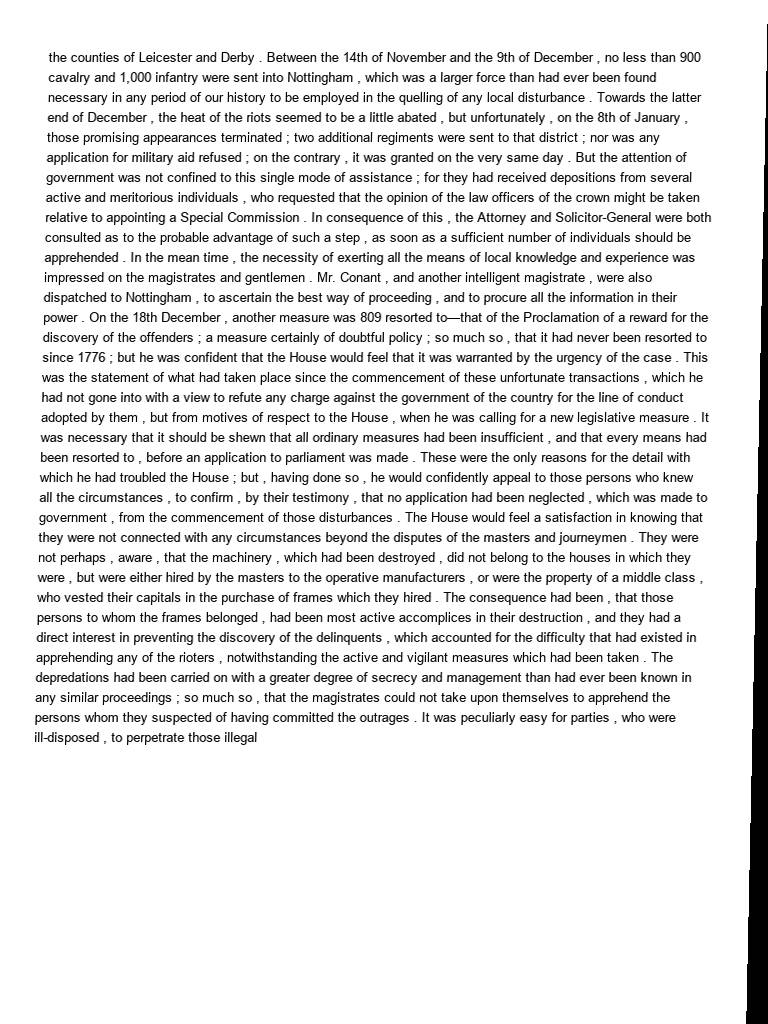 the counties of Leicester and Derby . Between the 14th of November and the 9th of December , no less than 900
cavalry and 1,000 infantry were sent into Nottingham , which was a larger force than had ever been found
necessary in any period of our history to be employed in the quelling of any local disturbance . Towards the latter
end of December , the heat of the riots seemed to be a little abated , but unfortunately , on the 8th of January ,
those promising appearances terminated ; two additional regiments were sent to that district ; nor was any
application for military aid refused ; on the contrary , it was granted on the very same day . But the attention of
government was not confined to this single mode of assistance ; for they had received depositions from several
active and meritorious individuals , who requested that the opinion of the law officers of the crown might be taken
relative to appointing a Special Commission . In consequence of this , the Attorney and Solicitor-General were both
consulted as to the probable advantage of such a step , as soon as a sufficient number of individuals should be
apprehended . In the mean time , the necessity of exerting all the means of local knowledge and experience was
impressed on the magistrates and gentlemen . Mr. Conant , and another intelligent magistrate , were also
dispatched to Nottingham , to ascertain the best way of proceeding , and to procure all the information in their
power . On the 18th December , another measure was 809 resorted to—that of the Proclamation of a reward for the
discovery of the offenders ; a measure certainly of doubtful policy ; so much so , that it had never been resorted to
since 1776 ; but he was confident that the House would feel that it was warranted by the urgency of the case . This
was the statement of what had taken place since the commencement of these unfortunate transactions , which he
had not gone into with a view to refute any charge against the government of the country for the line of conduct
adopted by them , but from motives of respect to the House , when he was calling for a new legislative measure . It
was necessary that it should be shewn that all ordinary measures had been insufficient , and that every means had
been resorted to , before an application to parliament was made . These were the only reasons for the detail with
which he had troubled the House ; but , having done so , he would confidently appeal to those persons who knew
all the circumstances , to confirm , by their testimony , that no application had been neglected , which was made to
government , from the commencement of those disturbances . The House would feel a satisfaction in knowing that
they were not connected with any circumstances beyond the disputes of the masters and journeymen . They were
not perhaps , aware , that the machinery , which had been destroyed , did not belong to the houses in which they
were , but were either hired by the masters to the operative manufacturers , or were the property of a middle class ,
who vested their capitals in the purchase of frames which they hired . The consequence had been , that those
persons to whom the frames belonged , had been most active accomplices in their destruction , and they had a
direct interest in preventing the discovery of the delinquents , which accounted for the difficulty that had existed in
apprehending any of the rioters , notwithstanding the active and vigilant measures which had been taken . The
depredations had been carried on with a greater degree of secrecy and management than had ever been known in
any similar proceedings ; so much so , that the magistrates could not take upon themselves to apprehend the
persons whom they suspected of having committed the outrages . It was peculiarly easy for parties , who were
ill-disposed , to perpetrate those illegal